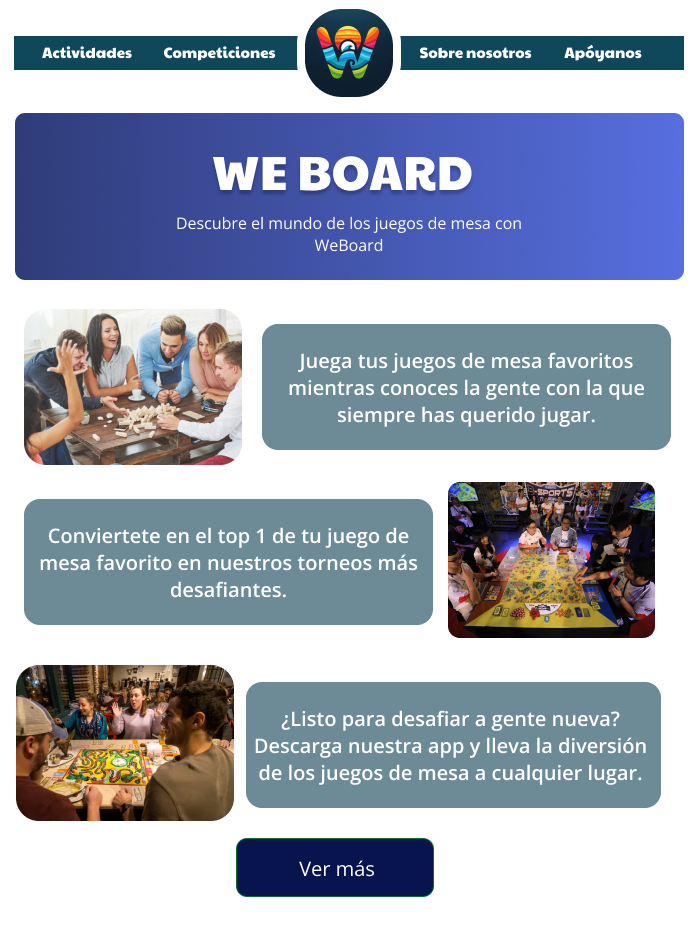 Actividades
Competiciones
Sobre nosotros
Apóyanos
WE BOARD
Descubre el mundo de los juegos de mesa con
WeBoard
Juega tus juegos de mesa favoritos
mientras conoces la gente con la que
siempre has querido jugar.
Conviertete en el top 1 de tu juego de
mesa favorito en nuestros torneos más
desafiantes.
¿Listo para desafiar a gente nueva?
Descarga nuestra app y lleva la diversión
de los juegos de mesa a cualquier lugar.
Ver más